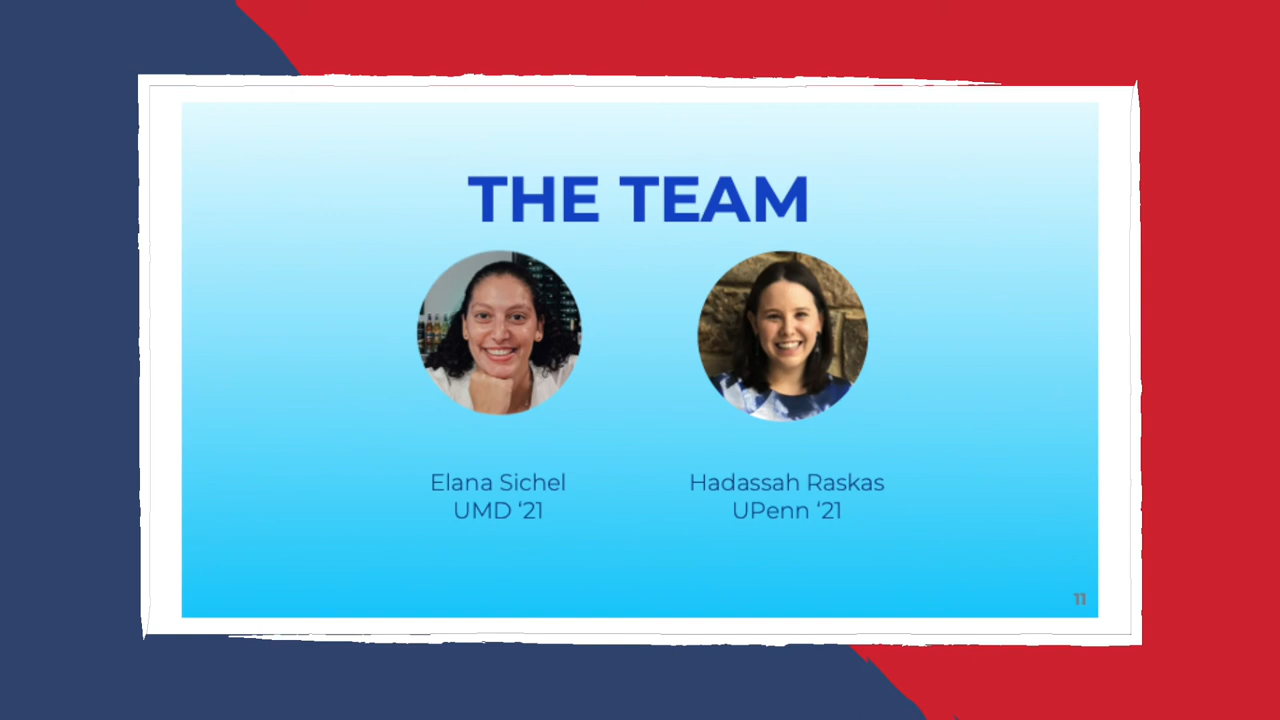 THE TEAM
Elana Sichel
Hadassah Raskas
UMD ‘21
UPenn ‘21
11